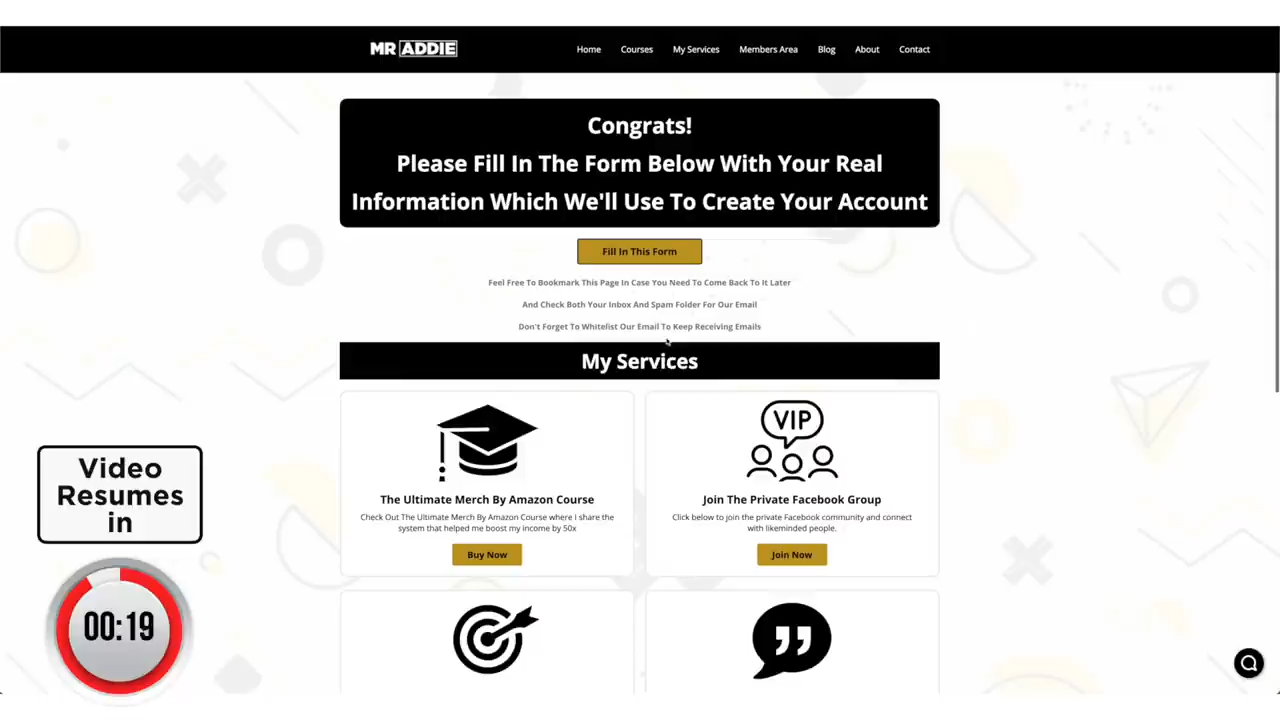 MR ADDIE
Home
Courses
My Services
Members Area
Blog
About
Contact
Congrats!
Please Fill In The Form Below With Your Real
Information Which We'll Use To Create Your Account
Fill In This Form
Feel Free To Bookmark This Page In Case You Need To Come Back To It Later
And Check Both Your Inbox And Spam Folder For Our Email
Don't Forget To Whitelist Our Email To Keep Receiving Emails
My Services
VIP
The Ultimate Merch By Amazon Course
Check Out The Ultimate Merch By Amazon Course where I share the
system that helped me boost my income by 50x
Buy Now
Join The Private Facebook Group
Click below to join the private Facebook community and connect
with likeminded people.
Join Now
Video
Resumes
in
00:19